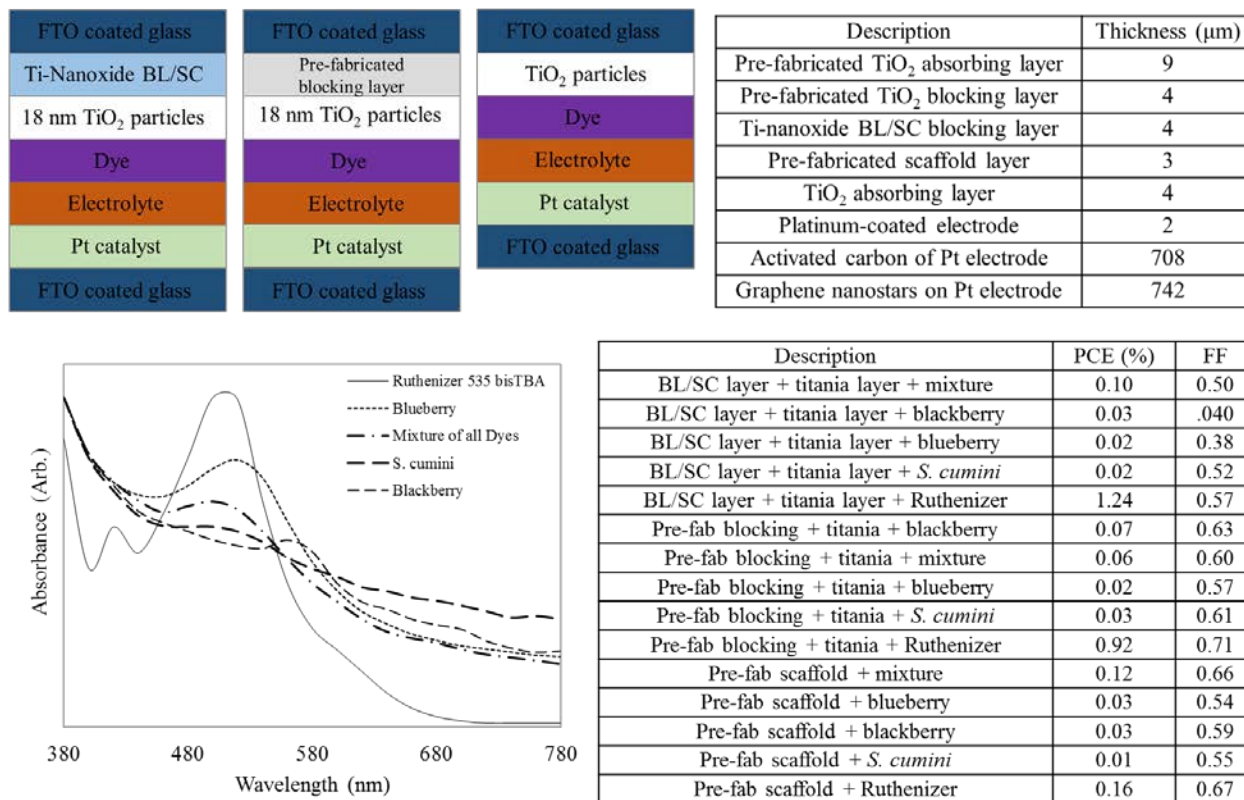 FTO coated glass
Ti-Nanoxide BL/SC
18 nm TiO₂ particles
Dye
Electrolyte
Pt catalyst
FTO coated glass
FTO coated glass
Pre-fabricated
blocking layer
18 nm TiO₂ particles
Dye
Electrolyte
Pt catalyst
FTO coated glass
FTO coated glass
TiO₂ particles
Dye
Electrolyte
Pt catalyst
FTO coated glass
Description Thickness (μm)
Pre-fabricated TiO₂ absorbing layer 9
Pre-fabricated TiO₂ blocking layer 4
Ti-nanoxide BL/SC blocking layer 4
Pre-fabricated scaffold layer 3
TiO₂ absorbing layer 4
Platinum-coated electrode 2
Activated carbon of Pt electrode 708
Graphene nanostars on Pt electrode 742
Absorbance (Arb.)
Ruthenizer 535 bisTBA
Blueberry
Mixture of all Dyes
S. cumini
Blackberry
380 480 580 680 780
Wavelength (nm)
Description PCE (%) FF
BL/SC layer + titania layer + mixture 0.10 0.50
BL/SC layer + titania layer + blackberry 0.03 .040
BL/SC layer + titania layer + blueberry 0.02 0.38
BL/SC layer + titania layer + S. cumini 0.02 0.52
BL/SC layer + titania layer + Ruthenizer 1.24 0.57
Pre-fab blocking + titania + blackberry 0.07 0.63
Pre-fab blocking + titania + mixture 0.06 0.60
Pre-fab blocking + titania + blueberry 0.02 0.57
Pre-fab blocking + titania + S. cumini 0.03 0.61
Pre-fab blocking + titania + Ruthenizer 0.92 0.71
Pre-fab scaffold + mixture 0.12 0.66
Pre-fab scaffold + blueberry 0.03 0.54
Pre-fab scaffold + blackberry 0.03 0.59
Pre-fab scaffold + S. cumini 0.01 0.55
Pre-fab scaffold + Ruthenizer 0.16 0.67